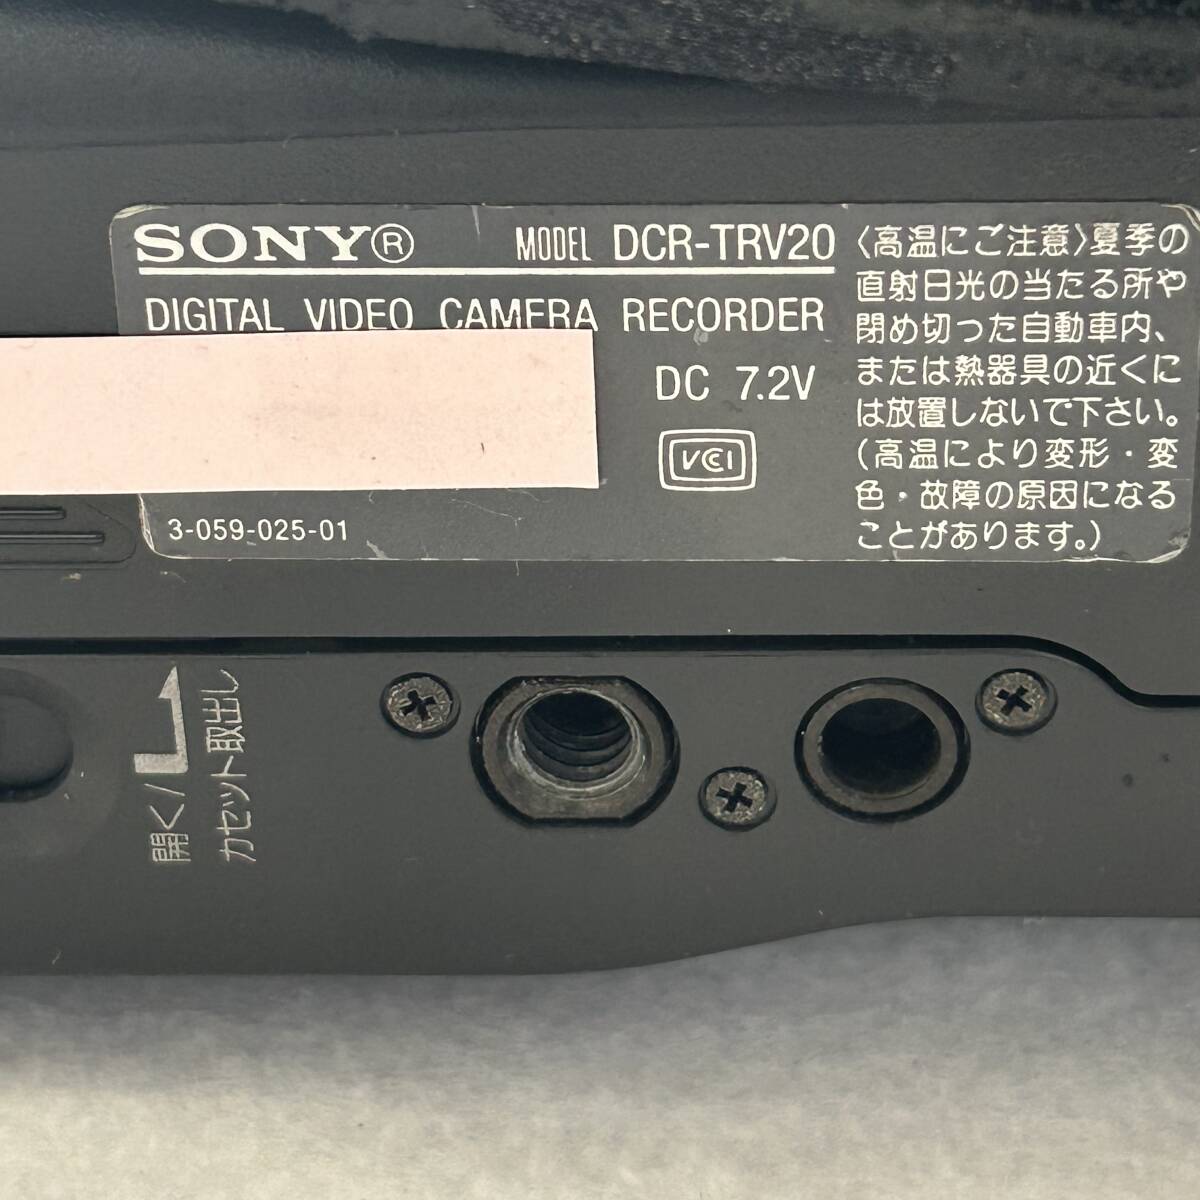 SONY®
MODEL DCR-TRV20
DIGITAL VIDEO CAMERA RECORDER
DC 7.2V
VCCI
3-059-025-01
〈高温にご注意〉夏季の
直射日光の当たる所や
閉め切った自動車内、
または熱器具の近くに
は放置しないで下さい。
(高温により変形・変
色・故障の原因になる
ことがあります。)
開く/
カセット取出し